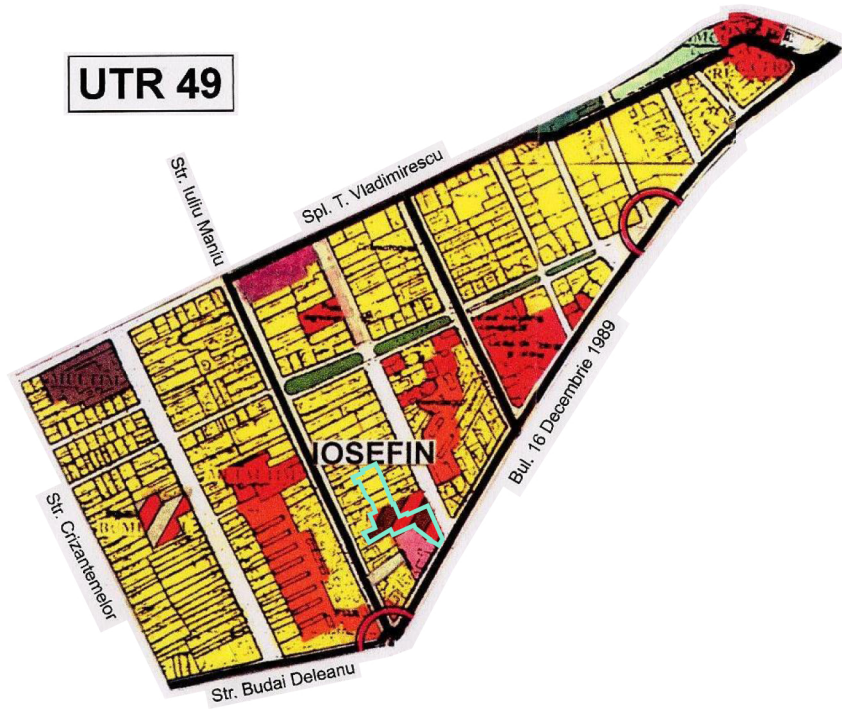 UTR 49
Str. Iuliu Maniu
Spl. T. Vladimirescu
IOSEFIN
Bul. 16 Decembrie 1989
Str. Crizantemelor
Str. Budai Deleanu